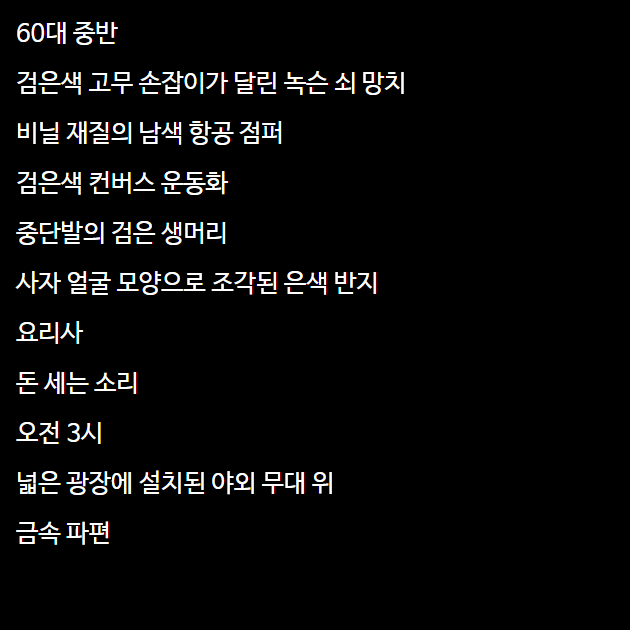 60대 중반
검은색 고무 손잡이가 달린 녹슨 쇠 망치
비닐 재질의 남색 항공 점퍼
검은색 컨버스 운동화
중단발의 검은 생머리
사자 얼굴 모양으로 조각된 은색 반지
요리사
돈 세는 소리
오전 3시
넓은 광장에 설치된 야외 무대 위
금속 파편